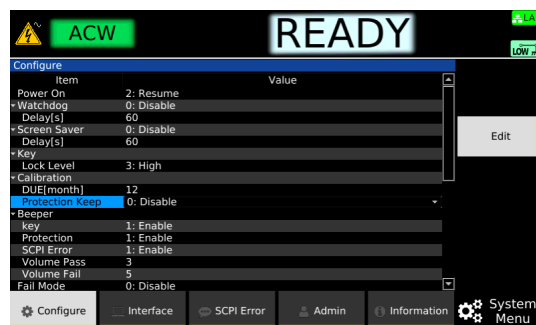 ACW
READY
LA
LOW
Configure
Item Value
Power On 2: Resume
Watchdog 0: Disable
Delay[s] 60
Screen Saver 0: Disable
Delay[s] 60
Key
Lock Level 3: High
Calibration
DUE[month] 12
Protection Keep 0: Disable
Beeper
key 1: Enable
Protection 1: Enable
SCPI Error 1: Enable
Volume Pass 3
Volume Fail 5
Fail Mode 0: Disable
Edit
Configure Interface SCPI Error Admin Information System
Menu